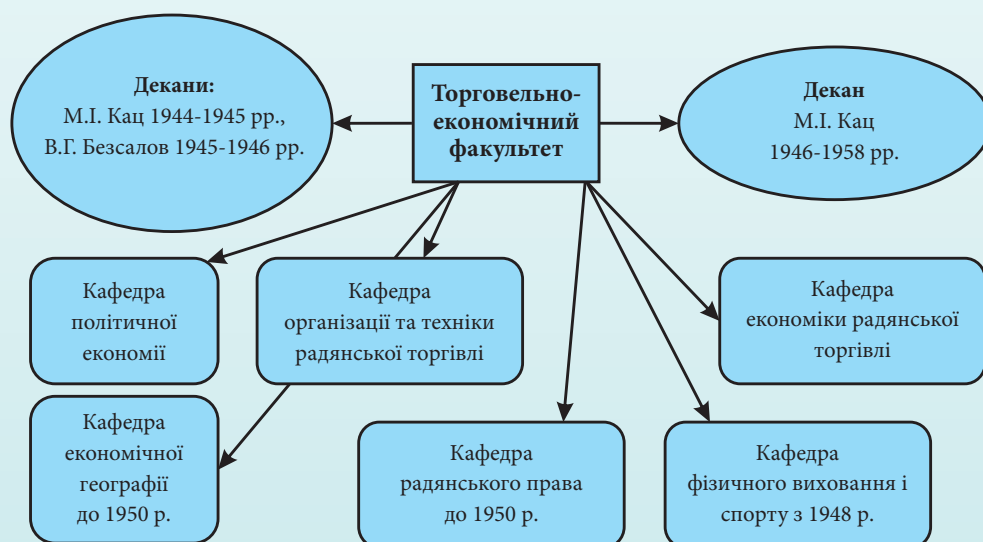 Декани:
М.І. Кац 1944-1945 рр.,
В.Г. Безсалов 1945-1946 рр.
Торговельно-
економічний
факультет
Декан
М.І. Кац
1946-1958 рр.
Кафедра
політичної
економії
Кафедра
організації та техніки
радянської торгівлі
Кафедра
економіки радянської
торгівлі
Кафедра
економічної
географії
до 1950 р.
Кафедра
радянського права
до 1950 р.
Кафедра
фізичного виховання і
спорту з 1948 р.